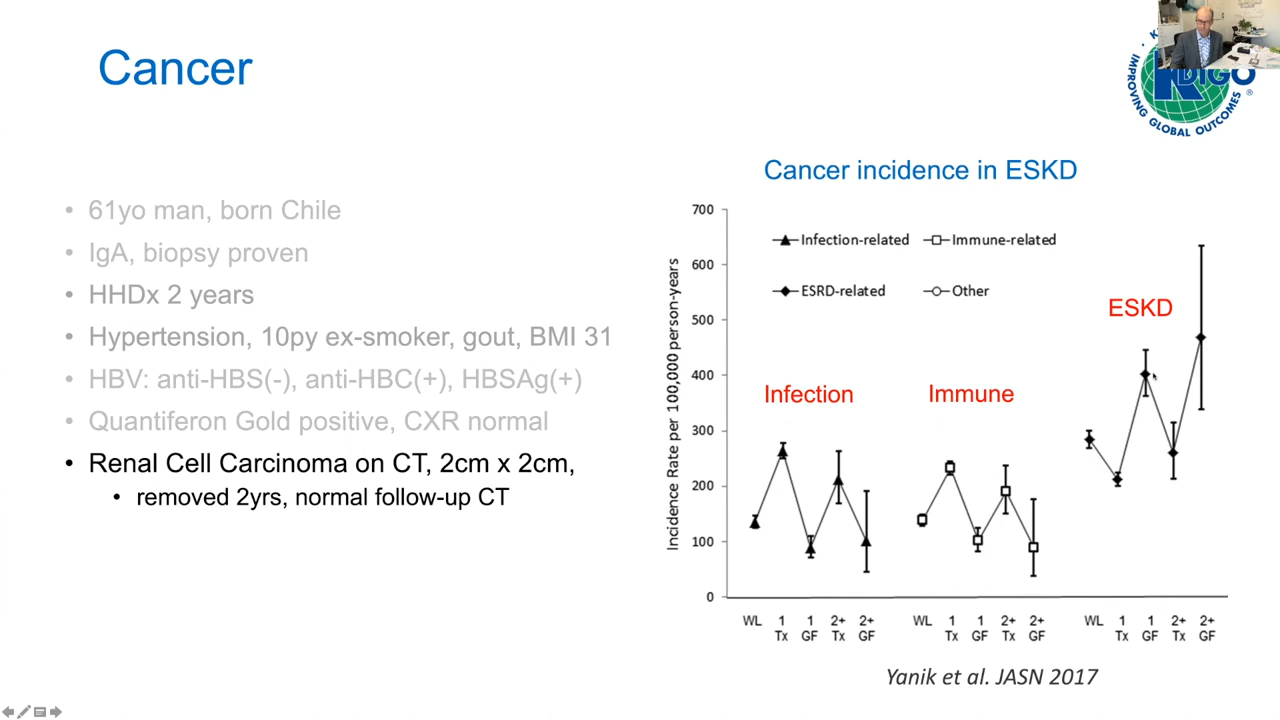 Cancer
• 61yo man, born Chile
• IgA, biopsy proven
• HHDx 2 years
• Hypertension, 10py ex-smoker, gout, BMI 31
• HBV: anti-HBS(-), anti-HBC(+), HBSAg(+)
• Quantiferon Gold positive, CXR normal
• Renal Cell Carcinoma on CT, 2cm x 2cm,
• removed 2yrs, normal follow-up CT
KDIGO
IMPROVING GLOBAL OUTCOMES
®
Cancer incidence in ESKD
Incidence Rate per 100,000 person-years
700
600
500
400
300
200
100
0
Infection-related
Immune-related
ESRD-related
Other
Infection
Immune
ESKD
WL 1 1 2+ 2+ WL 1 1 2+ 2+ WL 1 1 2+ 2+
Tx GF Tx GF Tx GF Tx GF Tx GF Tx GF
Yanik et al. JASN 2017